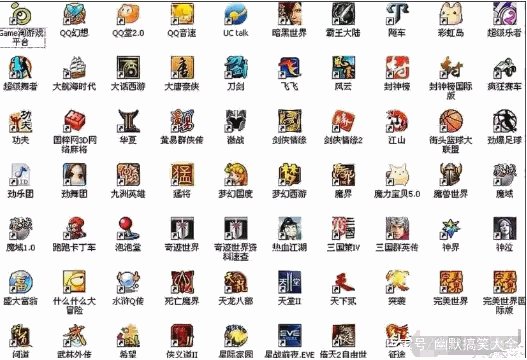 Game淘游戏平台
QQ幻想
QQ堂2.0
QQ音速
UC talk
暗黑世界
霸王大陆
飚车
彩虹岛
超级乐者
超级舞者
大航海时代
大话西游
大唐豪侠
刀剑
飞飞
风云
封神榜
封神榜国际版
疯狂赛车
功夫
国粹网3D网络麻将
华夏
黄易群侠传
激战
剑侠情缘
剑侠情缘2
江山
街头篮球大联盟
劲爆足球
劲乐团
劲舞团
九洲英雄
猛将
梦幻国度
梦幻西游
魔界
魔力宝贝5.0
魔兽世界
魔域
魔域1.0
跑跑卡丁车
泡泡堂
奇迹世界
奇迹世界资料速查
热血江湖
三国策IV
三国群英传
神界
神泣
盛大富翁
什么什么大冒险
水浒Q传
死亡魔界
天龙八部
天堂II
天下贰
突袭
完美世界
完美世界国际版
问道
武林外传
希望
侠义道II
星际家园
星战前夜.EVE
倚天2自由世
征途
幽默搞笑大全